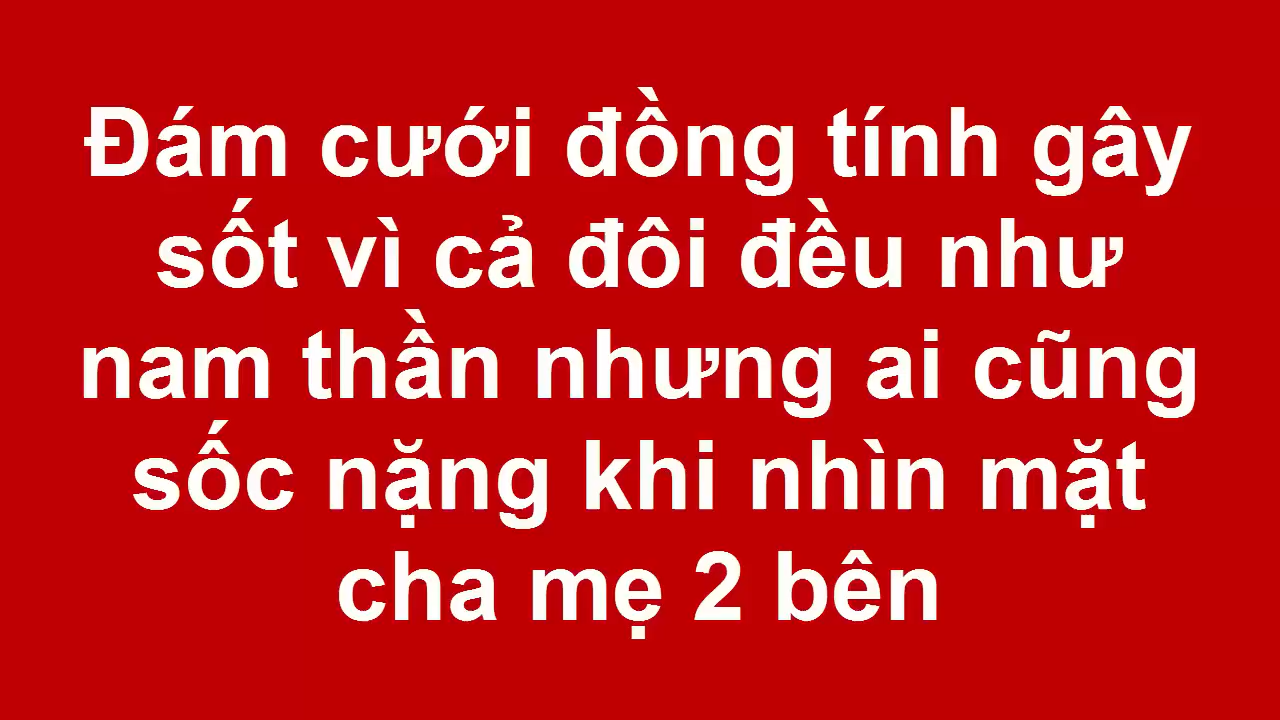 Đám cưới đồng tính gây
sốt vì cả đôi đều như
nam thần nhưng ai cũng
sốc nặng khi nhìn mặt
cha mẹ 2 bên